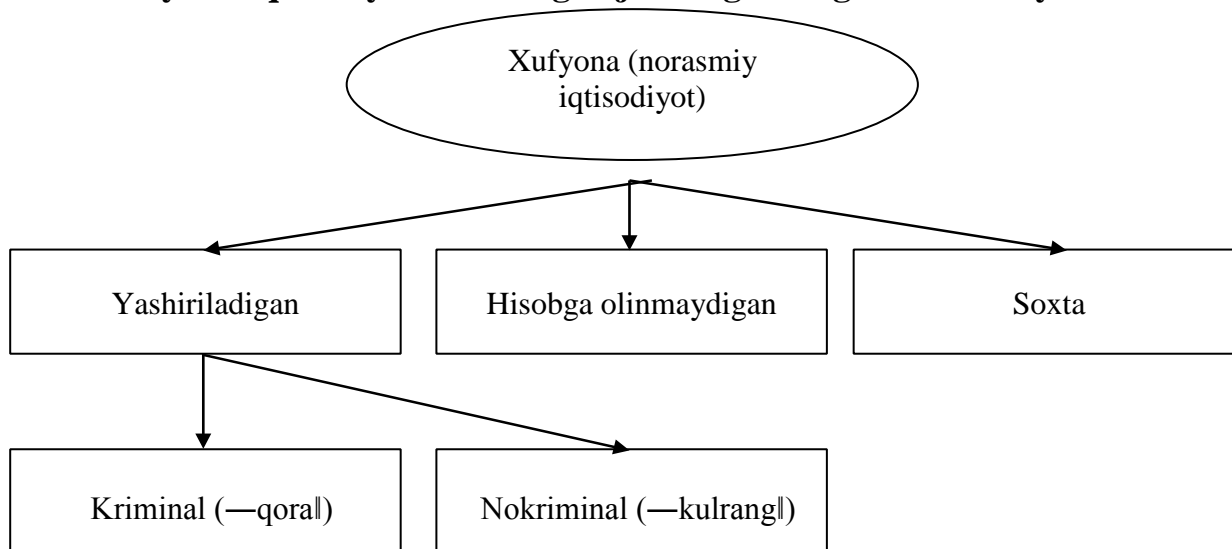 Xufyona (norasmiy
iqtisodiyot)
Yashiriladigan
Hisobga olinmaydigan
Soxta
Kriminal (―qora‖)
Nokriminal (―kulrang‖)